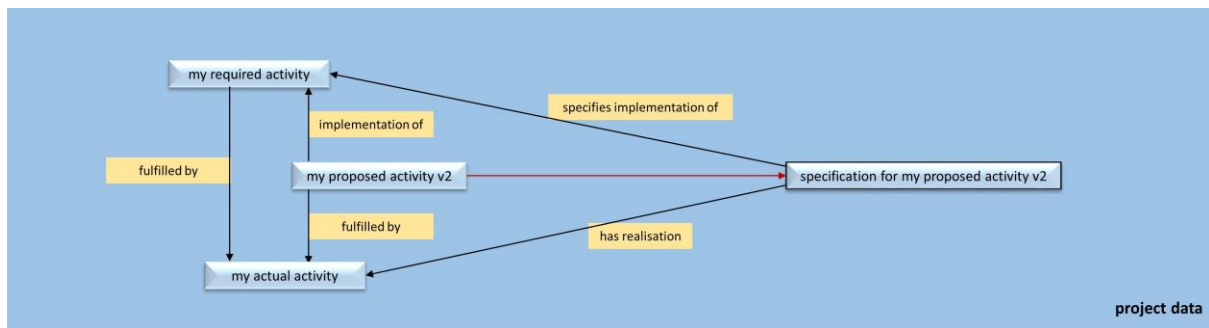 my required activity
specifies implementation of
implementation of
fulfilled by
my proposed activity v2
specification for my proposed activity v2
fulfilled by
has realisation
my actual activity
project data